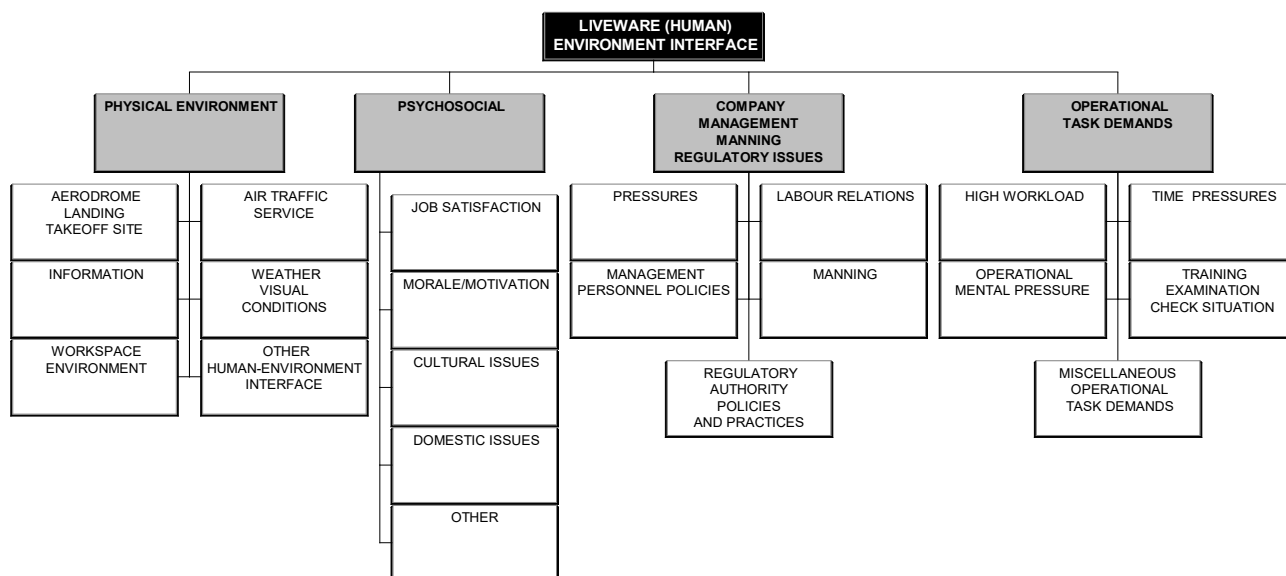 LIVEWARE (HUMAN)
ENVIRONMENT INTERFACE
PHYSICAL ENVIRONMENT
PSYCHOSOCIAL
COMPANY
MANAGEMENT
MANNING
REGULATORY ISSUES
OPERATIONAL
TASK DEMANDS
AERODROME
LANDING
TAKEOFF SITE
AIR TRAFFIC
SERVICE
INFORMATION
WEATHER
VISUAL
CONDITIONS
WORKSPACE
ENVIRONMENT
OTHER
HUMAN-ENVIRONMENT
INTERFACE
JOB SATISFACTION
MORALE/MOTIVATION
CULTURAL ISSUES
DOMESTIC ISSUES
OTHER
PRESSURES
LABOUR RELATIONS
MANAGEMENT
PERSONNEL POLICIES
MANNING
REGULATORY
AUTHORITY
POLICIES
AND PRACTICES
HIGH WORKLOAD
TIME PRESSURES
OPERATIONAL
MENTAL PRESSURE
TRAINING
EXAMINATION
CHECK SITUATION
MISCELLANEOUS
OPERATIONAL
TASK DEMANDS